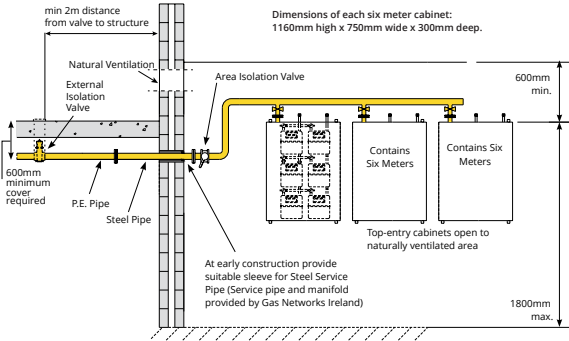 min 2m distance
from valve to structure
Dimensions of each six meter cabinet:
1160mm high x 750mm wide x 300mm deep.
Natural Ventilation
External
Isolation
Valve
Area Isolation Valve
600mm
min.
Contains
Six Meters
Contains Six
Meters
600mm
minimum
cover
required
P.E. Pipe
Steel Pipe
Top-entry cabinets open to
naturally ventilated area
At early construction provide
suitable sleeve for Steel Service
Pipe (Service pipe and manifold
provided by Gas Networks Ireland)
1800mm
max.